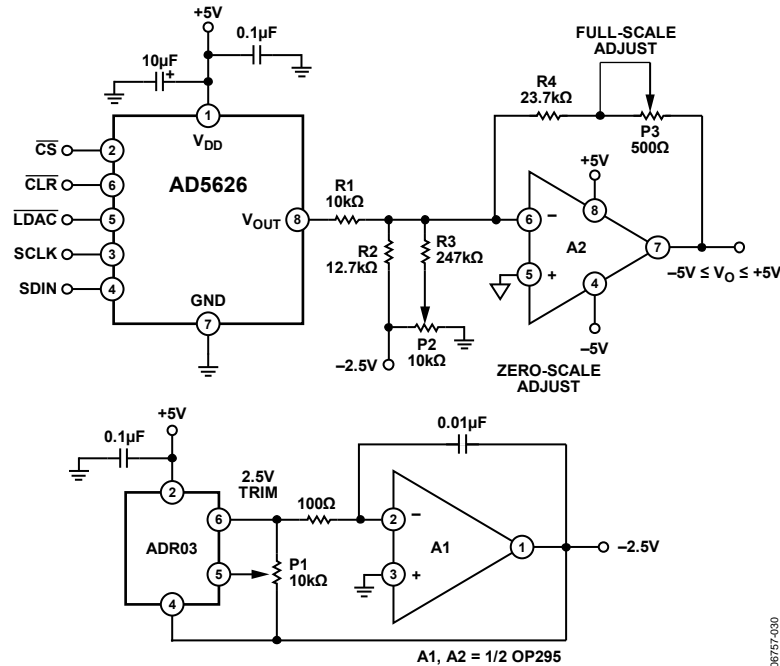 +5V
0.1µF
10µF
+
1
VDD
AD5626
CS
2
CLR
6
LDAC
5
SCLK
3
SDIN
4
VOUT
8
GND
7
R1
10kΩ
R2
12.7kΩ
R3
247kΩ
P2
10kΩ
–2.5V
FULL-SCALE
ADJUST
R4
23.7kΩ
P3
500Ω
+5V
8
6
–
A2
5
+
7
4
–5V
–5V ≤ VO ≤ +5V
ZERO-SCALE
ADJUST
+5V
0.1µF
2
ADR03
6
5
4
2.5V
TRIM
P1
10kΩ
100Ω
0.01µF
2
–
A1
3
+
1
–2.5V
A1, A2 = 1/2 OP295
06757-030